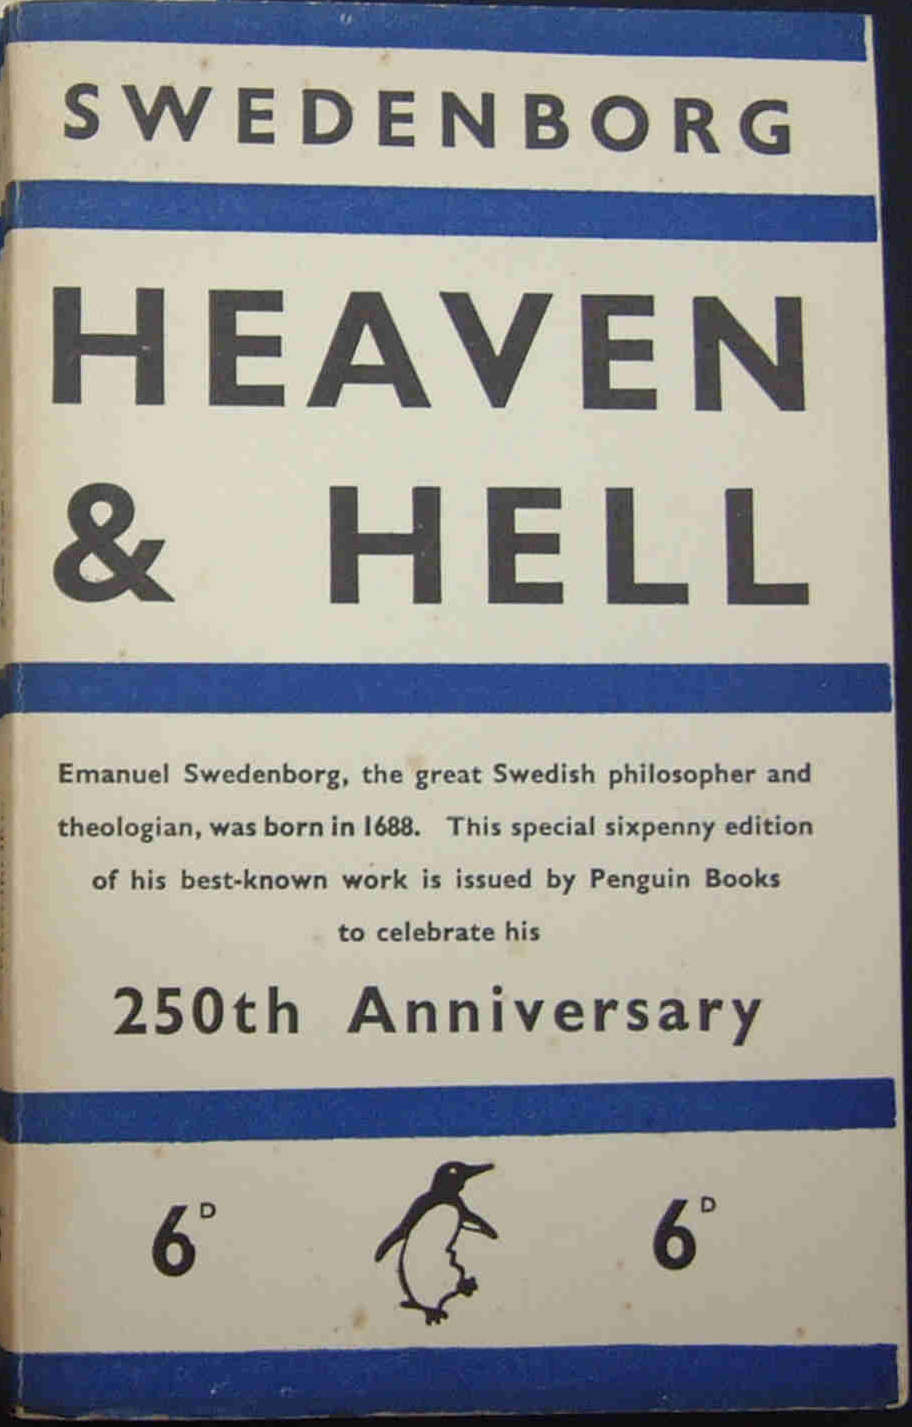 SWEDENBORG
HEAVEN
& HELL
Emanuel Swedenborg, the great Swedish philosopher and
theologian, was born in 1688. This special sixpenny edition
of his best-known work is issued by Penguin Books
to celebrate his
250th Anniversary
6D 6D